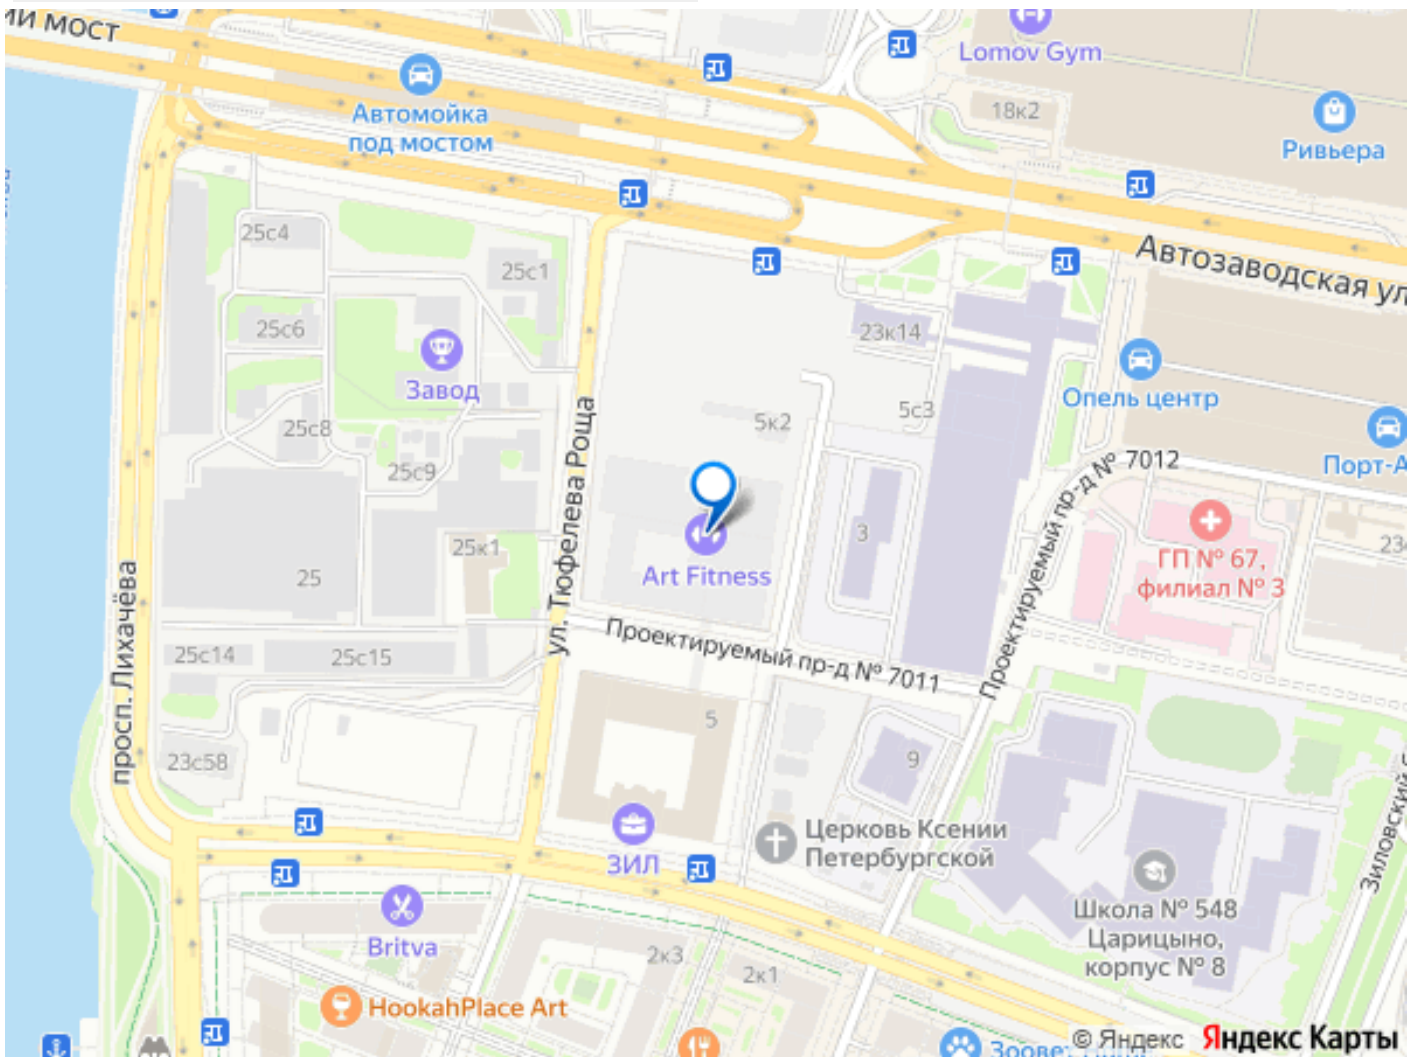 ий мост
Lomov Gym
Автомойка
под мостом
18к2
Ривьера
Автозаводская ул
25с4
25с1
25с6
23к14
Завод
Опель центр
5с3
5к2
25с8
25с9
Порт-А
ул. Тюфелева Роща
Проектируемый пр-д № 7012
3
25к1
ГП № 67,
филиал № 3
23
Art Fitness
25
просп. Лихачёва
Проектируемый пр-д № 7011
25с14
25с15
5
9
23с58
Церковь Ксении
Петербургской
ЗИЛ
Зиловский
Школа № 548
Царицыно,
корпус № 8
Britva
2к3
2к1
HookahPlace Art
© Яндекс
Яндекс Карты